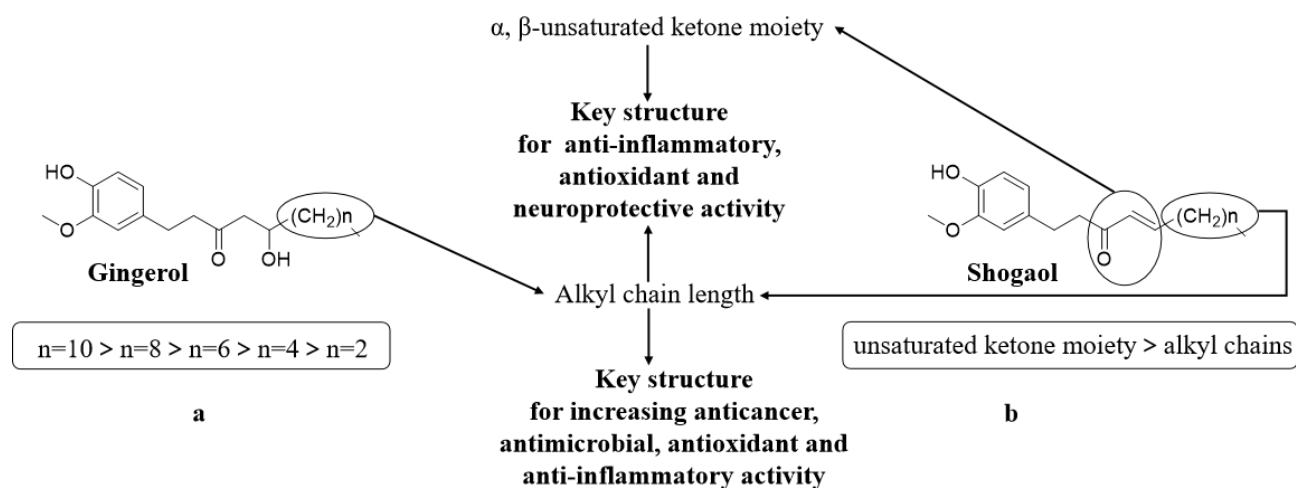 α, β-unsaturated ketone moiety
Key structure
for anti-inflammatory,
antioxidant and
neuroprotective activity
HO
O
O
OH
(CH2)n
Gingerol
HO
O
O
(CH2)n
Shogaol
Alkyl chain length
n=10 > n=8 > n=6 > n=4 > n=2
unsaturated ketone moiety > alkyl chains
Key structure
for increasing anticancer,
antimicrobial, antioxidant and
anti-inflammatory activity
a
b